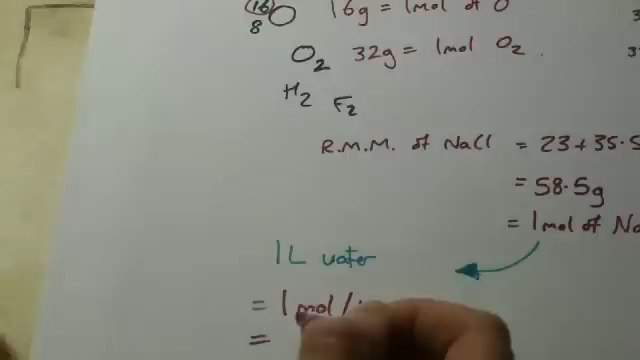 (16)
8 O 16g = 1mol of O
O2 32g = 1mol O2.
H2 F2
R.M.M. of NaCl = 23 + 35.5
= 58.5g
= 1mol of Na
1L water
= 1mol/
=